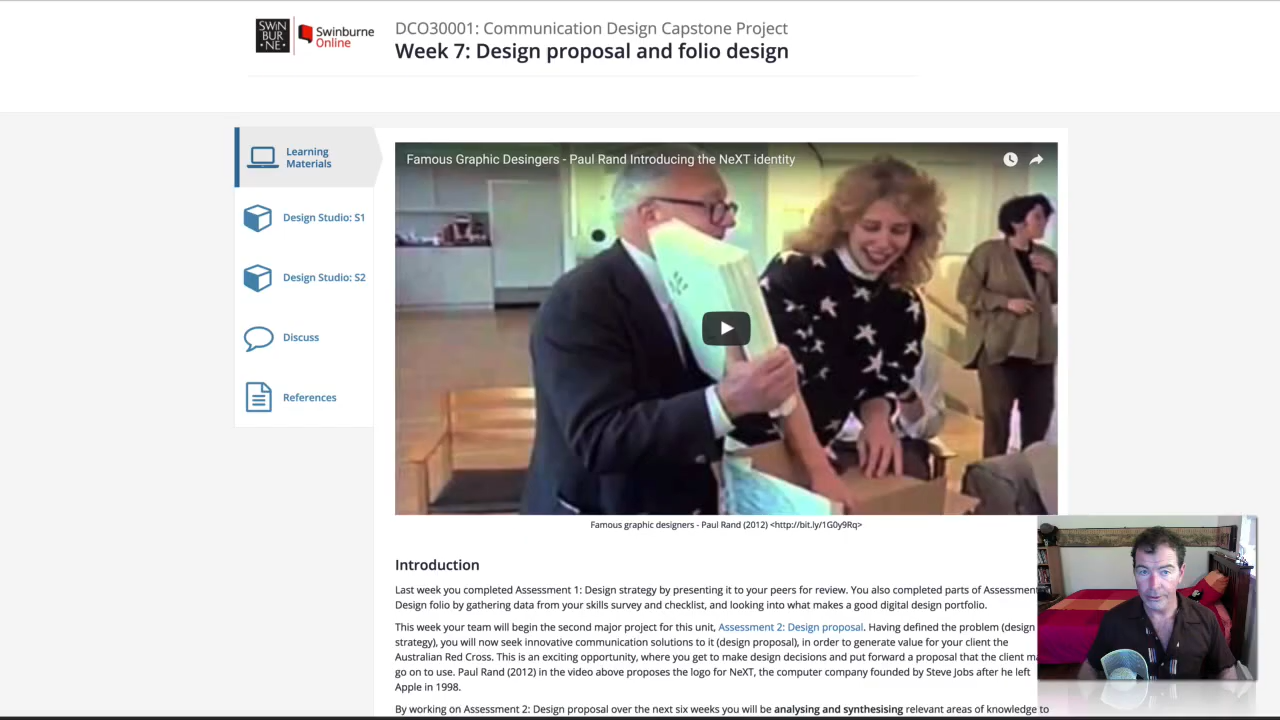 SWiN
BUR
• NE •
Swinburne
Online
DCO30001: Communication Design Capstone Project
Week 7: Design proposal and folio design
Learning
Materials
Design Studio: S1
Design Studio: S2
Discuss
References
Famous Graphic Desingers - Paul Rand Introducing the NeXT identity
Famous graphic designers - Paul Rand (2012) <http://bit.ly/1G0y9Rq>
Introduction
Last week you completed Assessment 1: Design strategy by presenting it to your peers for review. You also completed parts of Assessment
Design folio by gathering data from your skills survey and checklist, and looking into what makes a good digital design portfolio.
This week your team will begin the second major project for this unit, Assessment 2: Design proposal. Having defined the problem (design
strategy), you will now seek innovative communication solutions to it (design proposal), in order to generate value for your client the
Australian Red Cross. This is an exciting opportunity, where you get to make design decisions and put forward a proposal that the client
go on to use. Paul Rand (2012) in the video above proposes the logo for NeXT, the computer company founded by Steve Jobs after he left
Apple in 1998.
By working on Assessment 2: Design proposal over the next six weeks you will be analysing and synthesising relevant areas of knowledge to